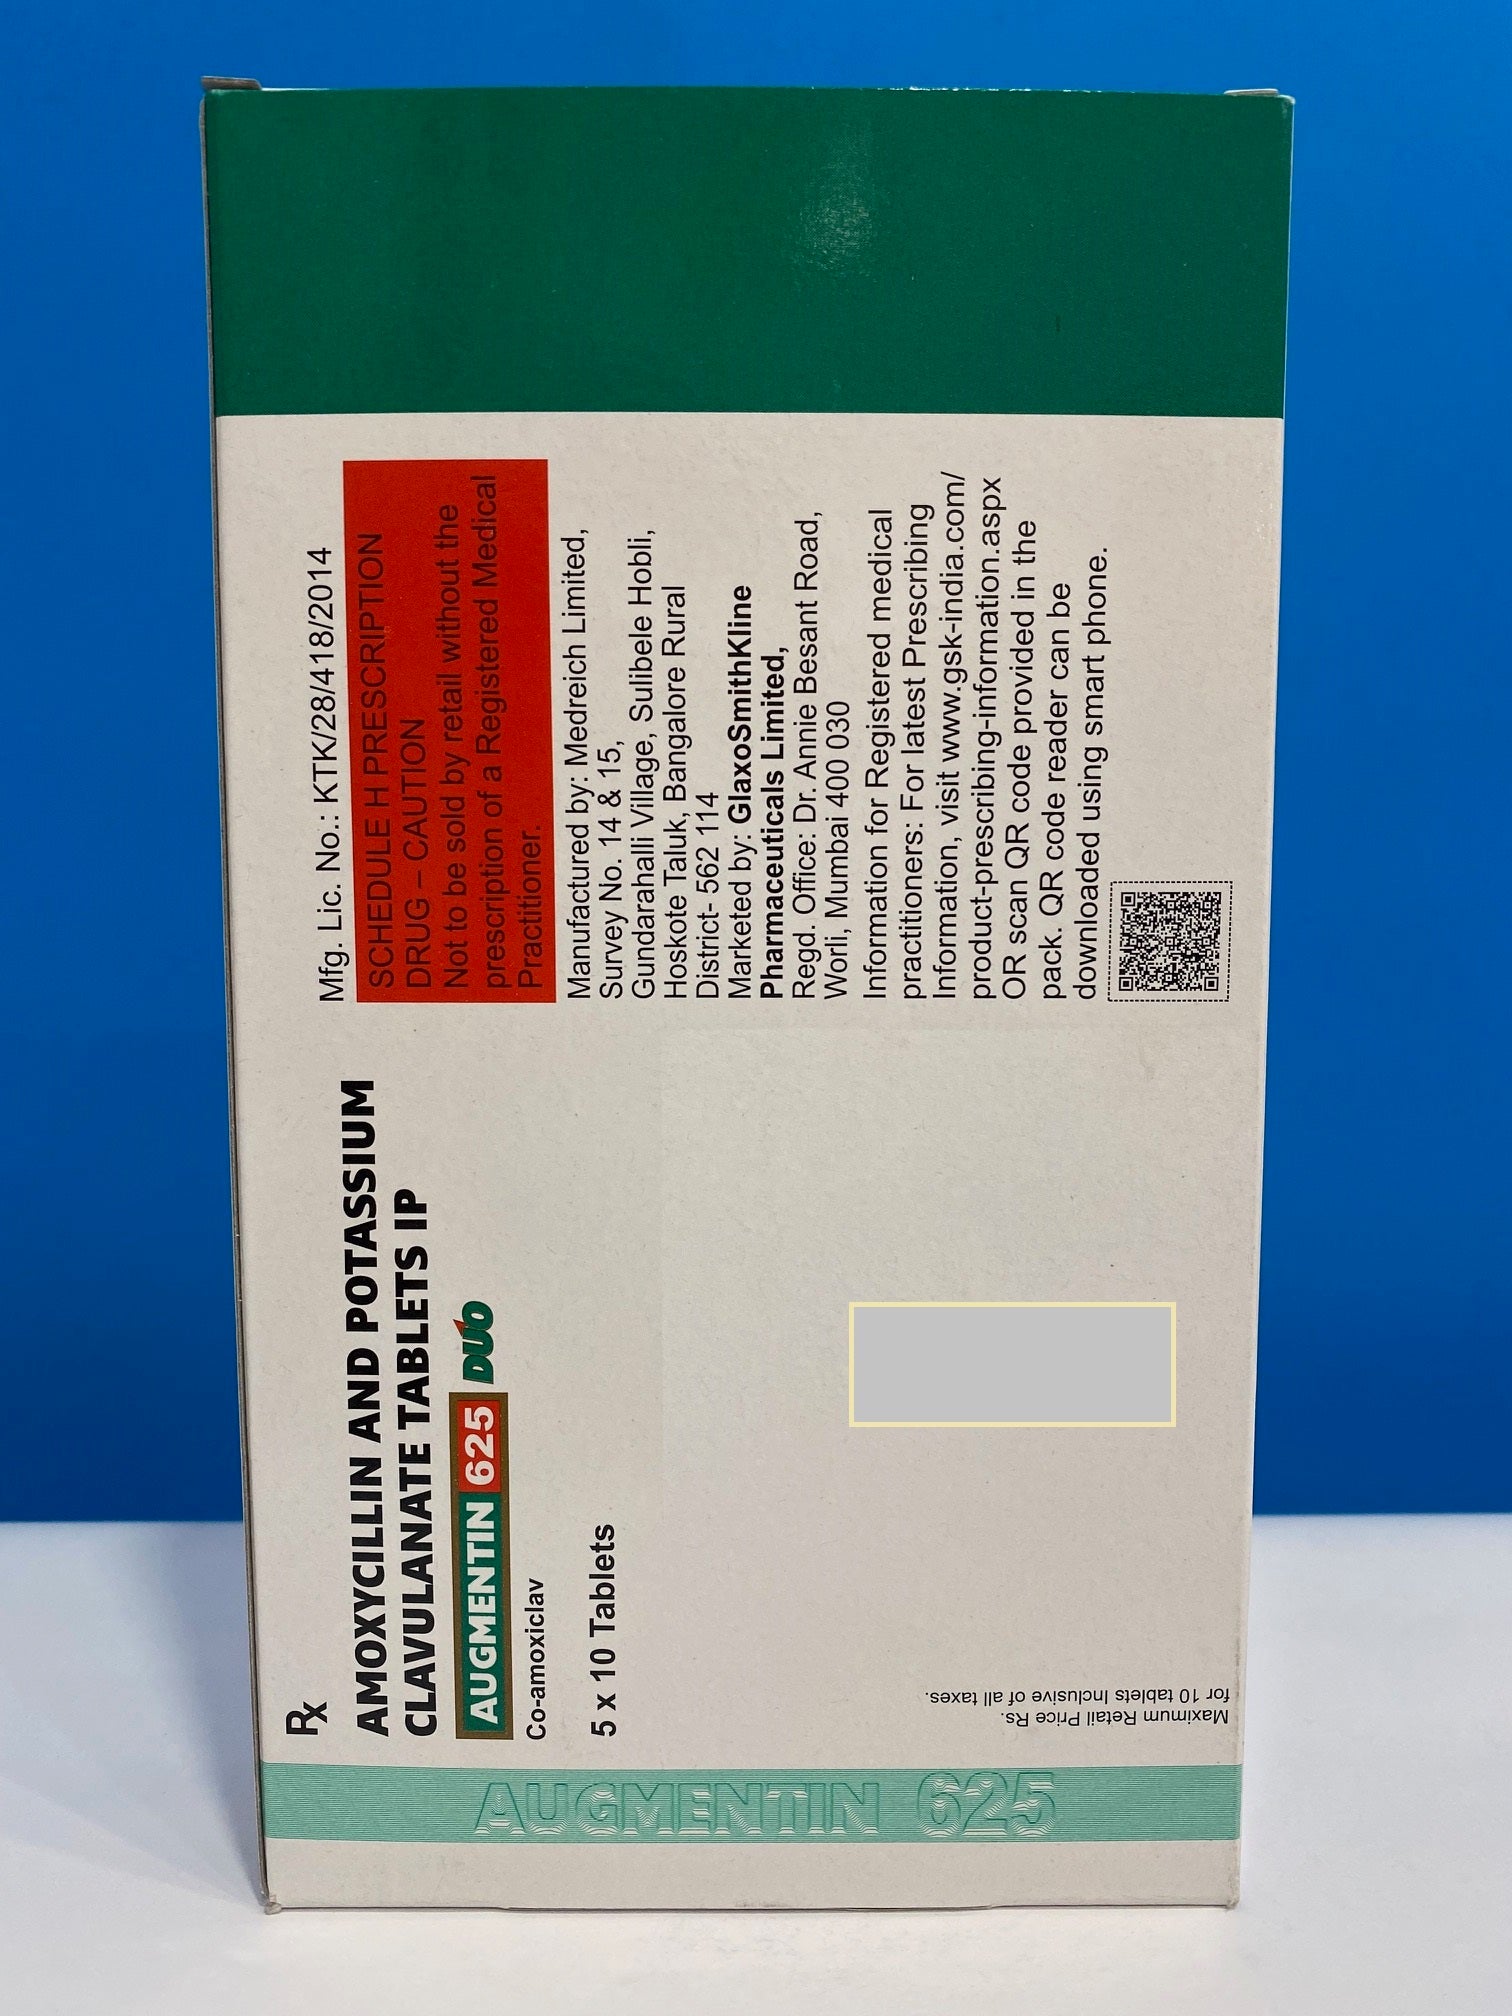 Rx
AMOXYCILLIN AND POTASSIUM
CLAVULANATE TABLETS IP
AUGMENTIN 625 DUO
Co-amoxiclav
5 x 10 Tablets
Mfg. Lic. No.: KTK/28/418/2014
SCHEDULE H PRESCRIPTION
DRUG – CAUTION
Not to be sold by retail without the
prescription of a Registered Medical
Practitioner.
Manufactured by: Medreich Limited,
Survey No. 14 & 15,
Gundarahalli Village, Sulibele Hobli,
Hoskote Taluk, Bangalore Rural
District- 562 114
Marketed by: GlaxoSmithKline
Pharmaceuticals Limited,
Regd. Office: Dr. Annie Besant Road,
Worli, Mumbai 400 030
Information for Registered medical
practitioners: For latest Prescribing
Information, visit www.gsk-india.com/
product-prescribing-information.aspx
OR scan QR code provided in the
pack. QR code reader can be
downloaded using smart phone.
Maximum Retail Price Rs.
for 10 tablets Inclusive of all taxes.
AUGMENTIN 625